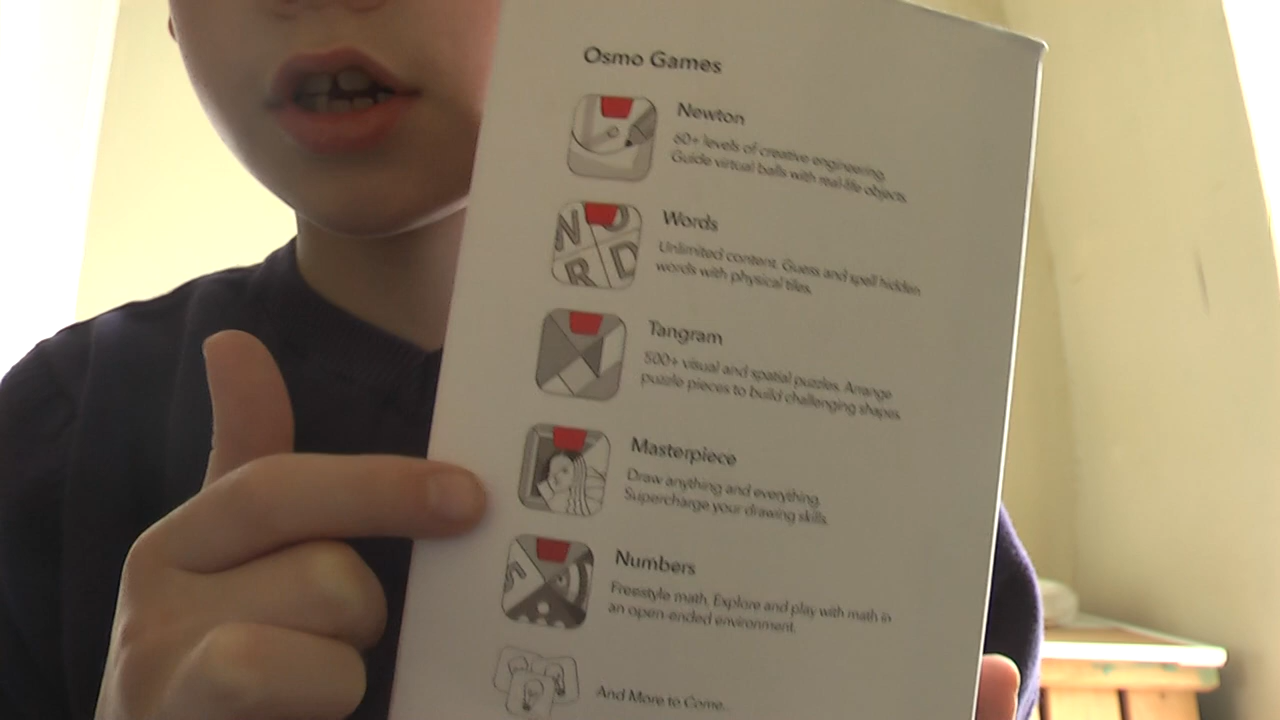 Osmo Games
Newton
60+ levels of creative engineering.
Guide virtual balls with real-life objects.
N O
R D
Words
Unlimited content. Guess and spell hidden
words with physical tiles.
Tangram
500+ visual and spatial puzzles. Arrange
puzzle pieces to build challenging shapes.
Masterpiece
Draw anything and everything.
Supercharge your drawing skills.
Numbers
Freestyle math. Explore and play with math in
an open-ended environment.
And More to Come...